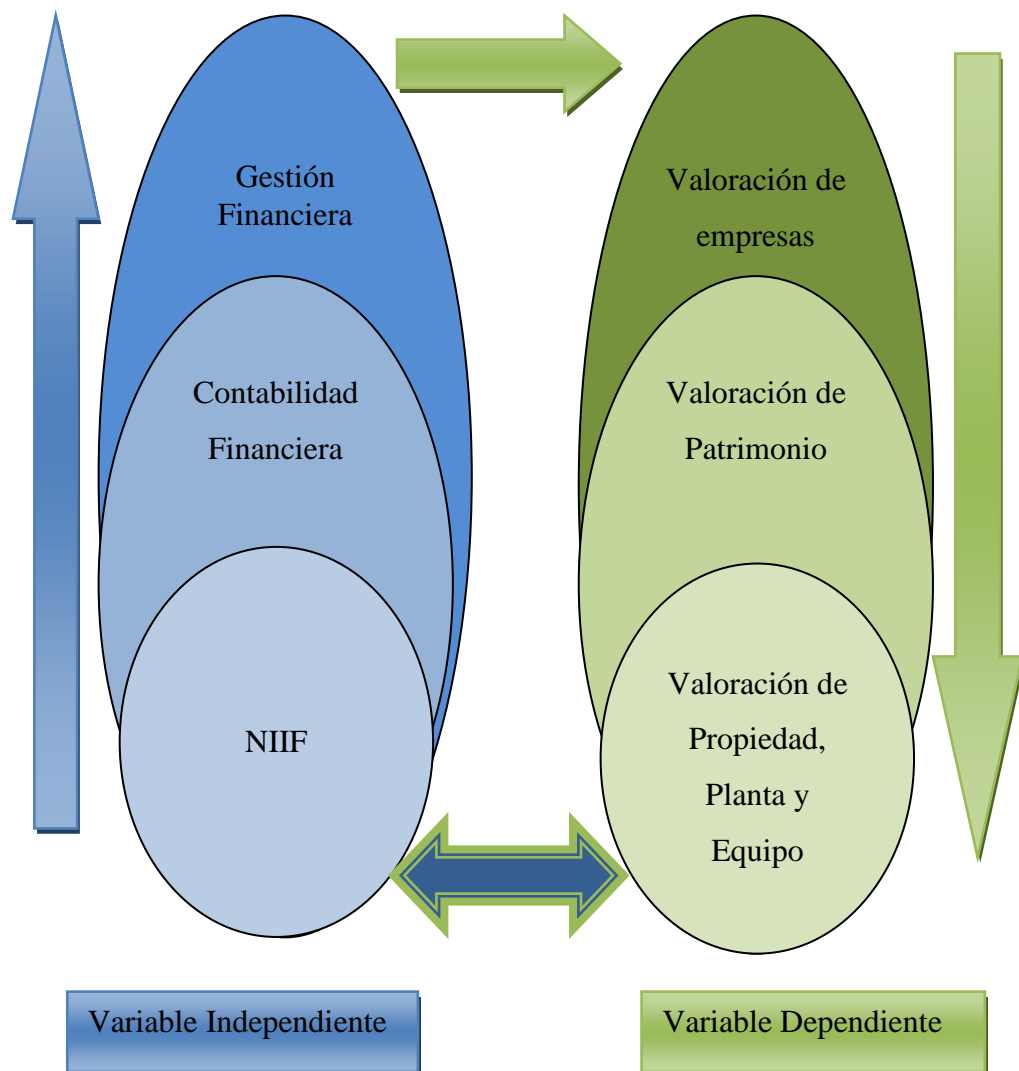 Gestión
Financiera
Contabilidad
Financiera
NIIF
Valoración de
empresas
Valoración de
Patrimonio
Valoración de
Propiedad,
Planta y
Equipo
Variable Independiente
Variable Dependiente